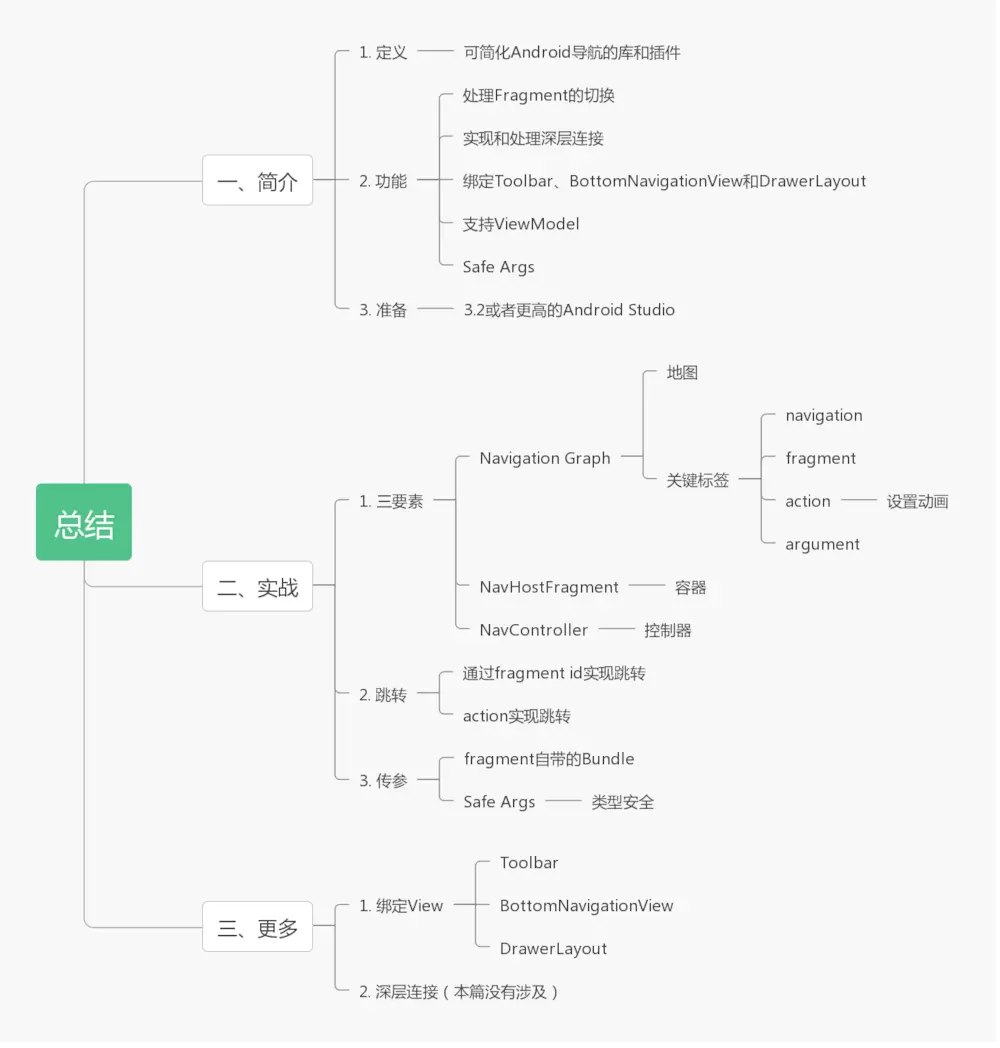 总结
一、简介
1. 定义
可简化Android导航的库和插件
2. 功能
处理Fragment的切换
实现和处理深层连接
绑定Toolbar、BottomNavigationView和DrawerLayout
支持ViewModel
Safe Args
3. 准备
3.2或者更高的Android Studio
二、实战
1. 三要素
Navigation Graph
地图
关键标签
navigation
fragment
action
设置动画
argument
NavHostFragment
容器
NavController
控制器
2. 跳转
通过fragment id实现跳转
action实现跳转
3. 传参
fragment自带的Bundle
Safe Args
类型安全
三、更多
1. 绑定View
Toolbar
BottomNavigationView
DrawerLayout
2. 深层连接（本篇没有涉及）